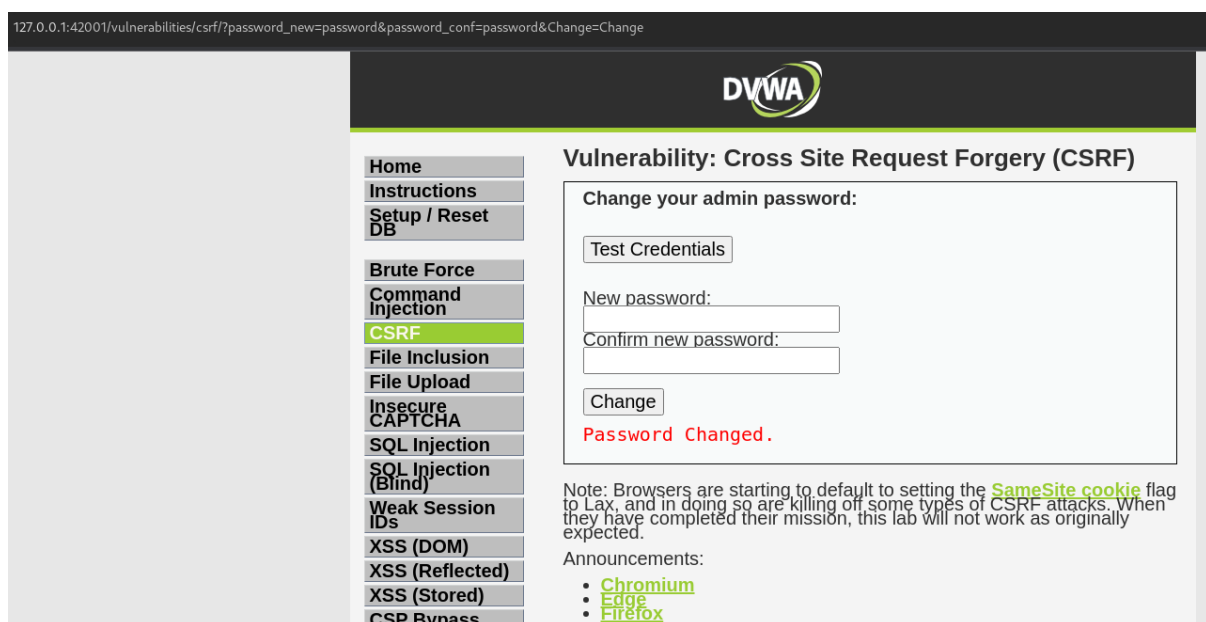 127.0.0.1:42001/vulnerabilities/csrf/?password_new=password&password_conf=password&Change=Change
DVWA
Home
Instructions
Setup / Reset
DB
Brute Force
Command
Injection
CSRF
File Inclusion
File Upload
Insecure
CAPTCHA
SQL Injection
SQL Injection
(Blind)
Weak Session
IDs
XSS (DOM)
XSS (Reflected)
XSS (Stored)
CSP Bypass
Vulnerability: Cross Site Request Forgery (CSRF)
Change your admin password:
Test Credentials
New password:
Confirm new password:
Change
Password Changed.
Note: Browsers are starting to default to setting the SameSite cookie flag
to Lax, and in doing so are killing off some types of CSRF attacks. When
they have completed their mission, this lab will not work as originally
expected.
Announcements:
Chromium
Edge
Firefox